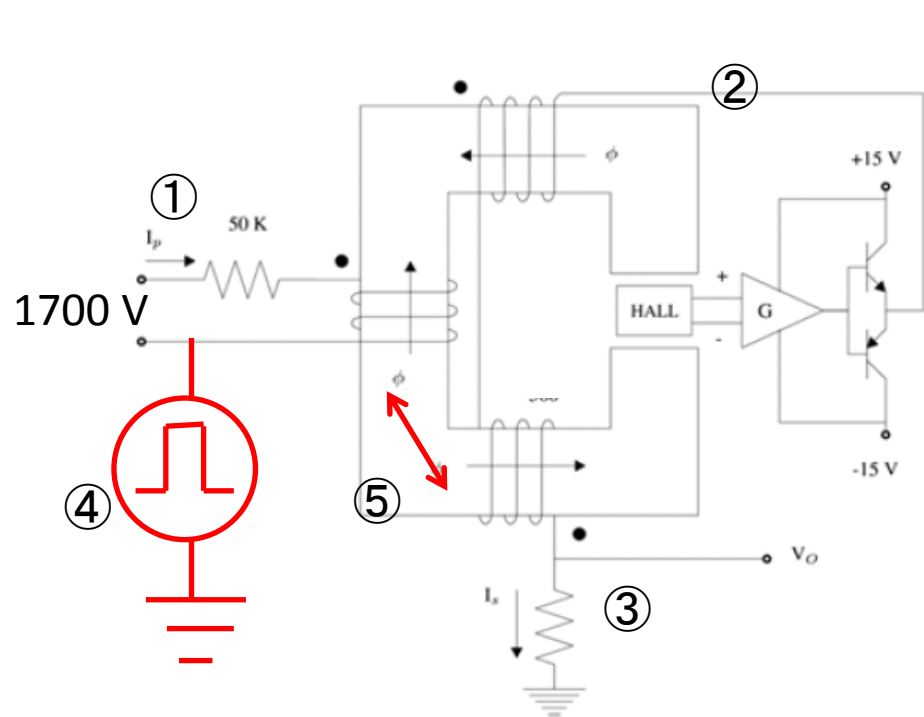 ②
+15 V
ϕ
①
50 K
I_p
+
1700 V
HALL
G
-
ϕ
-15 V
④
⑤
V_O
I_s
③